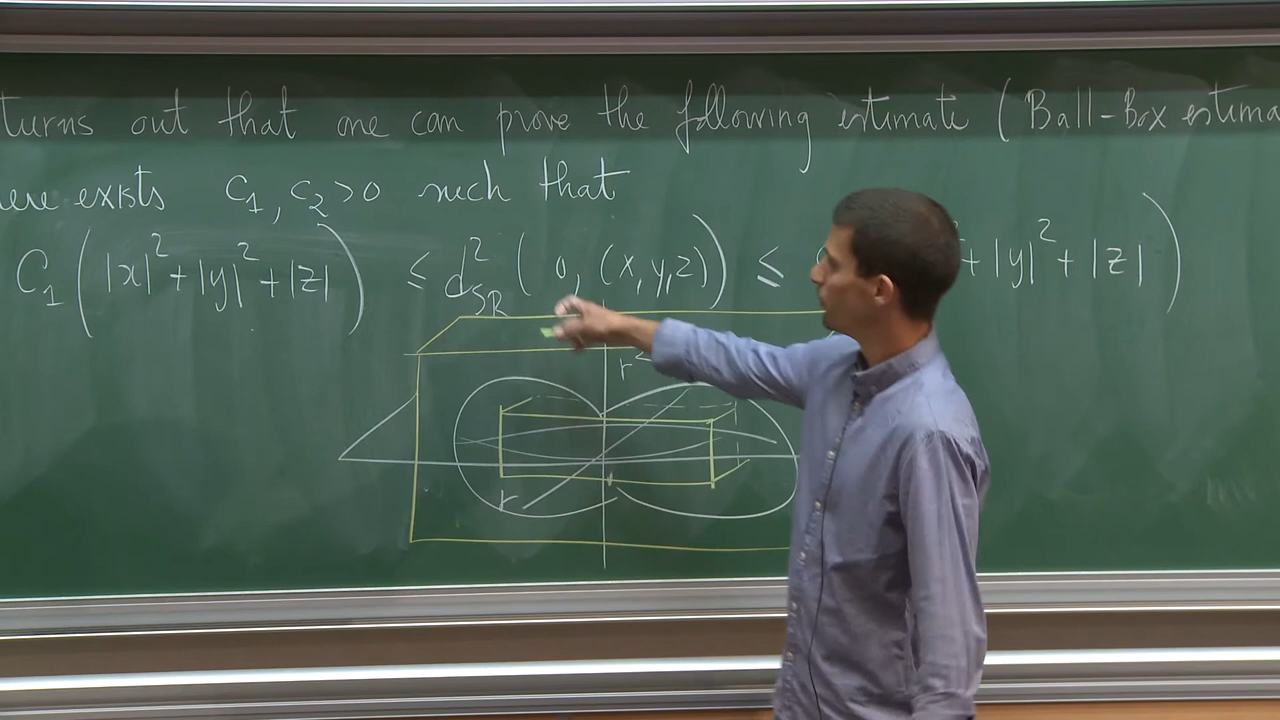 turns out that one can prove the following estimate (Ball-Box estima
ere exists C₁, C₂ > 0 such that
C₁(|x|² + |y|² + |z|) ≤ d²_SR (0, (x, y, z)) ≤ + |y|² + |z|)
r²
r